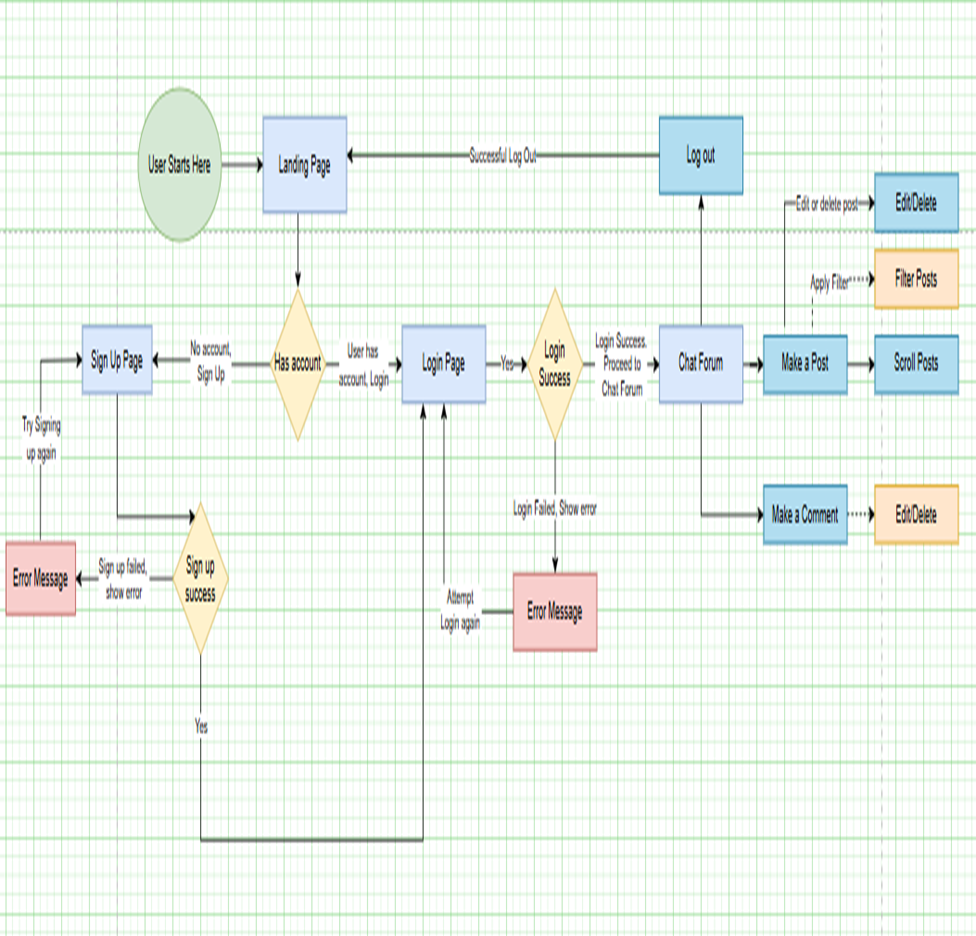 User Starts Here
Landing Page
Successful Log Out
Log out
Edit or delete post
Edit/Delete
Apply Filter
Filter Posts
Sign Up Page
No account,
Sign Up
Has account
User has
account, Login
Login Page
Yes
Login
Success
Login Success.
Proceed to
Chat Forum
Chat Forum
Make a Post
Scroll Posts
Try Signing
up again
Login Failed, Show error
Make a Comment
Edit/Delete
Error Message
Sign up failed,
show error
Sign up
success
Attempt
Login again
Error Message
Yes